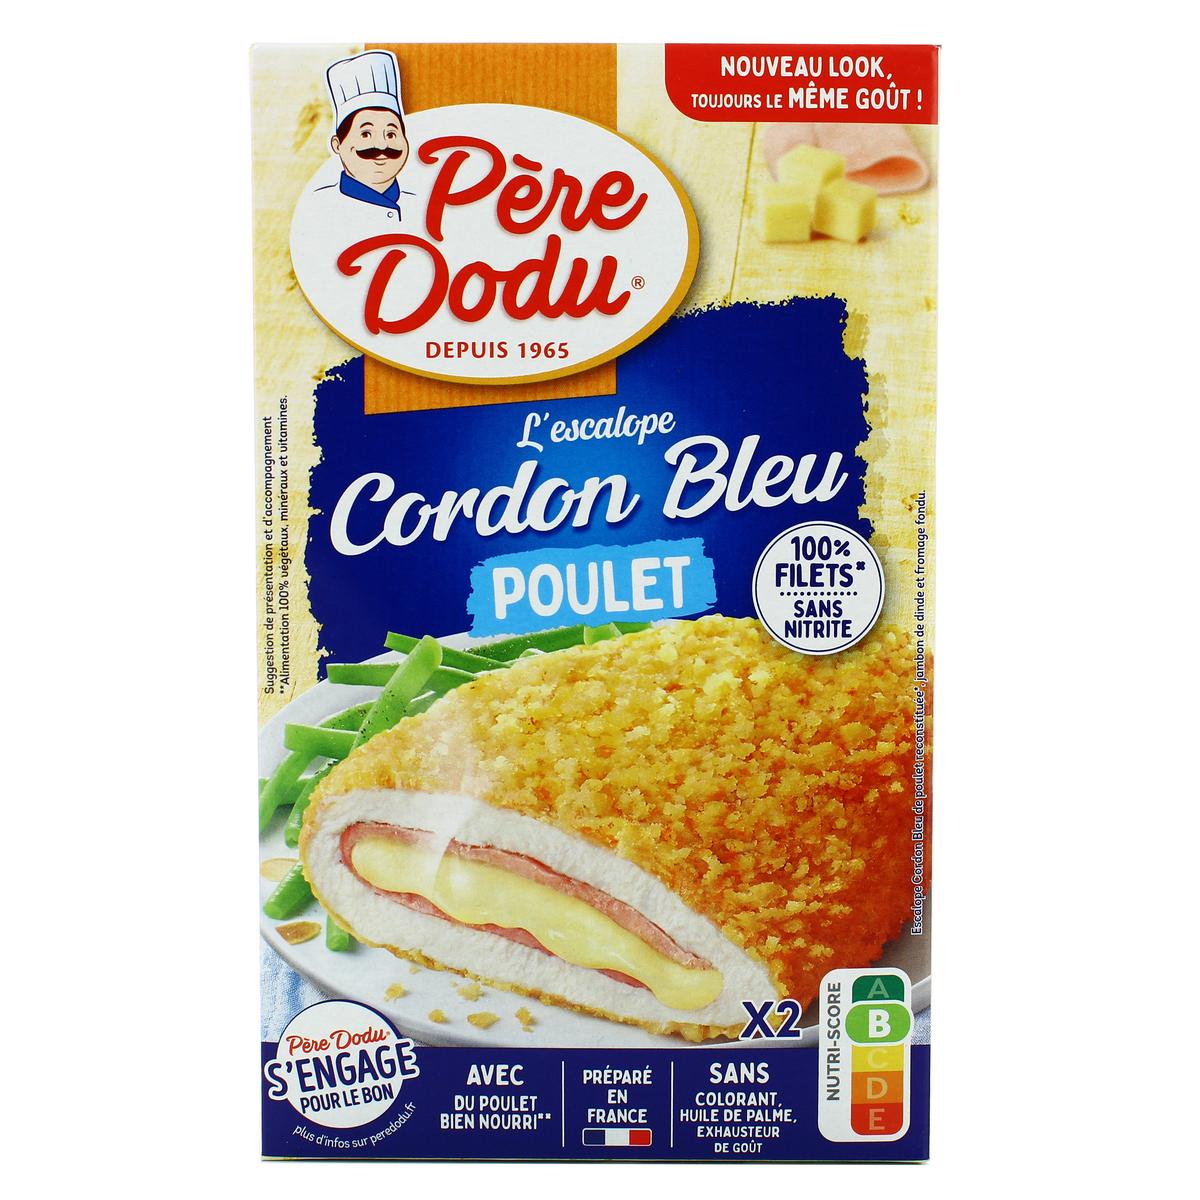 NOUVEAU LOOK,
TOUJOURS LE MÊME GOÛT !
Père
Dodu®
DEPUIS 1965
L'escalope
Cordon Bleu
POULET
100%
FILETS*
SANS
NITRITE
Suggestion de présentation et d'accompagnement
**Alimentation 100% végétaux, minéraux et vitamines.
Escalope Cordon Bleu de poulet reconstituée*, jambon de dinde et fromage fondu.
X2
NUTRI-SCORE
A
B
C
D
E
Père Dodu®
S'ENGAGE
POUR LE BON
plus d'infos sur peredodu.fr
AVEC
DU POULET
BIEN NOURRI**
PRÉPARÉ
EN
FRANCE
SANS
COLORANT,
HUILE DE PALME,
EXHAUSTEUR
DE GOÛT